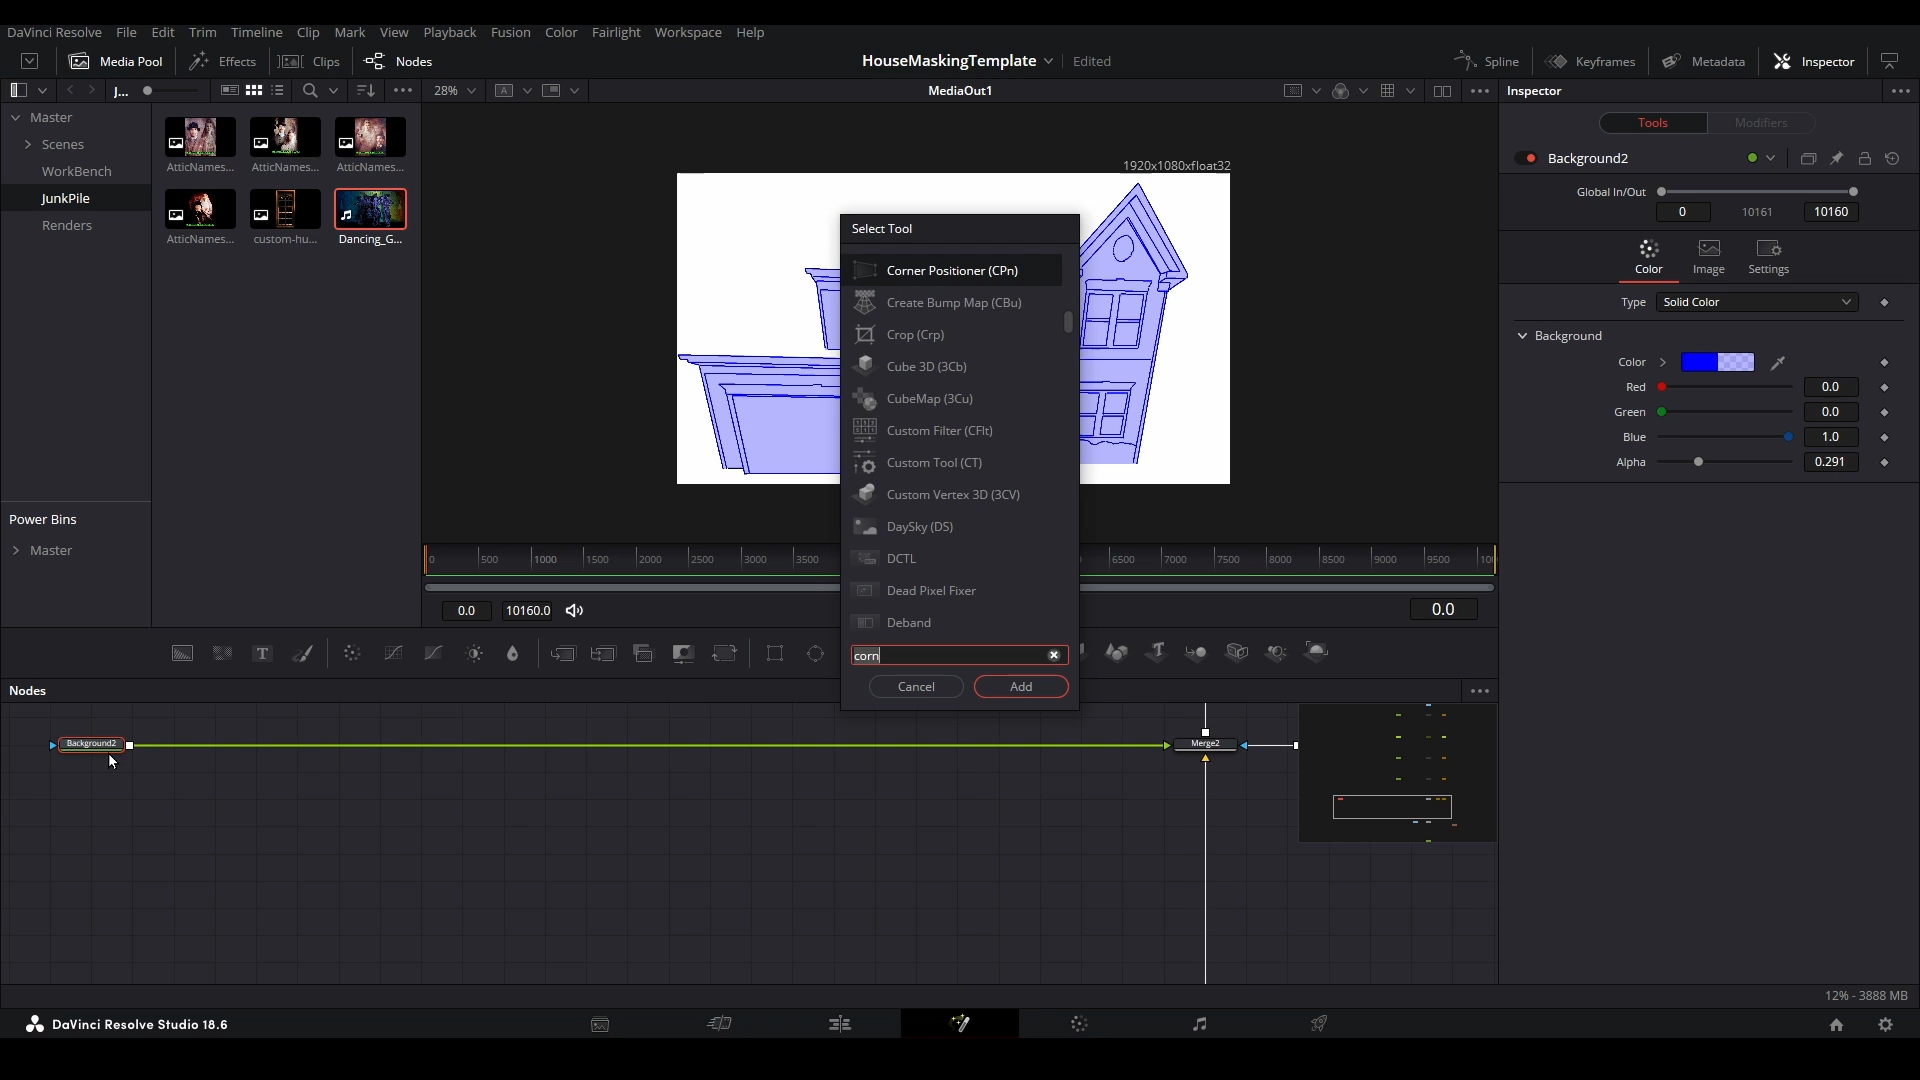 DaVinci Resolve File Edit Trim Timeline Clip Mark View Playback Fusion Color Fairlight Workspace Help
Media Pool Effects Clips Nodes HouseMaskingTemplate Edited Spline Keyframes Metadata Inspector
J... 28% A MediaOut1 Inspector
Master
Scenes
WorkBench
JunkPile
Renders
AtticNames... AtticNames... AtticNames...
AtticNames... custom-hu... Dancing_G...
Power Bins
Master
1920x1080xfloat32
Select Tool
Corner Positioner (CPn)
Create Bump Map (CBu)
Crop (Crp)
Cube 3D (3Cb)
CubeMap (3Cu)
Custom Filter (CFlt)
Custom Tool (CT)
Custom Vertex 3D (3CV)
DaySky (DS)
DCTL
Dead Pixel Fixer
Deband
corn
Cancel Add
Tools Modifiers
Background2
Global In/Out
0 10161 10160
Color Image Settings
Type Solid Color
Background
Color
Red 0.0
Green 0.0
Blue 1.0
Alpha 0.291
0 500 1000 1500 2000 2500 3000 3500 6500 7000 7500 8000 8500 9000 9500 10
0.0 10160.0 0.0
T T
Nodes
Background2 Merge2
12% - 3888 MB
DaVinci Resolve Studio 18.6